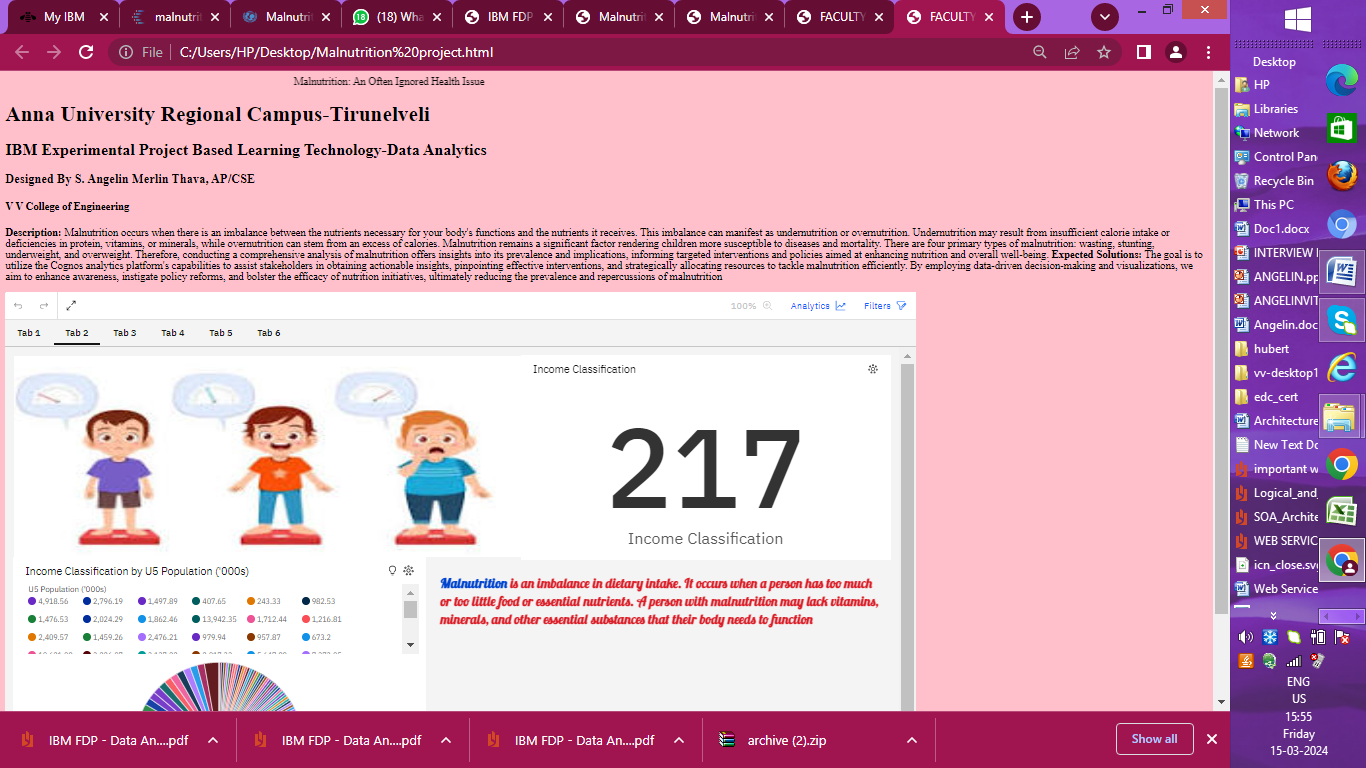 My IBM
malnutrit
Malnutrit
(18) Wha
IBM FDP
Malnutrit
Malnutrit
FACULTY
FACULTY
File
C:/Users/HP/Desktop/Malnutrition%20project.html
Malnutrition: An Often Ignored Health Issue
Anna University Regional Campus-Tirunelveli
IBM Experimental Project Based Learning Technology-Data Analytics
Designed By S. Angelin Merlin Thava, AP/CSE
V V College of Engineering
Description: Malnutrition occurs when there is an imbalance between the nutrients necessary for your body's functions and the nutrients it receives. This imbalance can manifest as undernutrition or overnutrition. Undernutrition may result from insufficient calorie intake or
deficiencies in protein, vitamins, or minerals, while overnutrition can stem from an excess of calories. Malnutrition remains a significant factor rendering children more susceptible to diseases and mortality. There are four primary types of malnutrition: wasting, stunting,
underweight, and overweight. Therefore, conducting a comprehensive analysis of malnutrition offers insights into its prevalence and implications, informing targeted interventions and policies aimed at enhancing nutrition and overall well-being. Expected Solutions: The goal is to
utilize the Cognos analytics platform's capabilities to assist stakeholders in obtaining actionable insights, pinpointing effective interventions, and strategically allocating resources to tackle malnutrition efficiently. By employing data-driven decision-making and visualizations, we
aim to enhance awareness, instigate policy reforms, and bolster the efficacy of nutrition initiatives, ultimately reducing the prevalence and repercussions of malnutrition
100%
Analytics
Filters
Tab 1
Tab 2
Tab 3
Tab 4
Tab 5
Tab 6
Income Classification
217
Income Classification
Income Classification by U5 Population ('000s)
U5 Population ('000s)
4,918.56 2,796.19 1,497.89 407.65 243.33 982.53
1,476.53 2,024.29 1,862.46 13,942.35 1,712.44 1,216.81
2,409.57 1,459.26 2,476.21 979.94 957.87 673.2
Malnutrition is an imbalance in dietary intake. It occurs when a person has too much
or too little food or essential nutrients. A person with malnutrition may lack vitamins,
minerals, and other essential substances that their body needs to function
IBM FDP - Data An....pdf
IBM FDP - Data An....pdf
IBM FDP - Data An....pdf
archive (2).zip
Show all
Desktop
HP
Libraries
Network
Control Pan
Recycle Bin
This PC
Doc1.docx
INTERVIEW
ANGELIN.pp
ANGELINVIT
Angelin.doc
hubert
vv-desktop1
edc_cert
Architecture
New Text Do
important w
Logical_and
SOA_Archite
WEB SERVIC
icn_close.svg
Web Service
ENG
US
15:55
Friday
15-03-2024